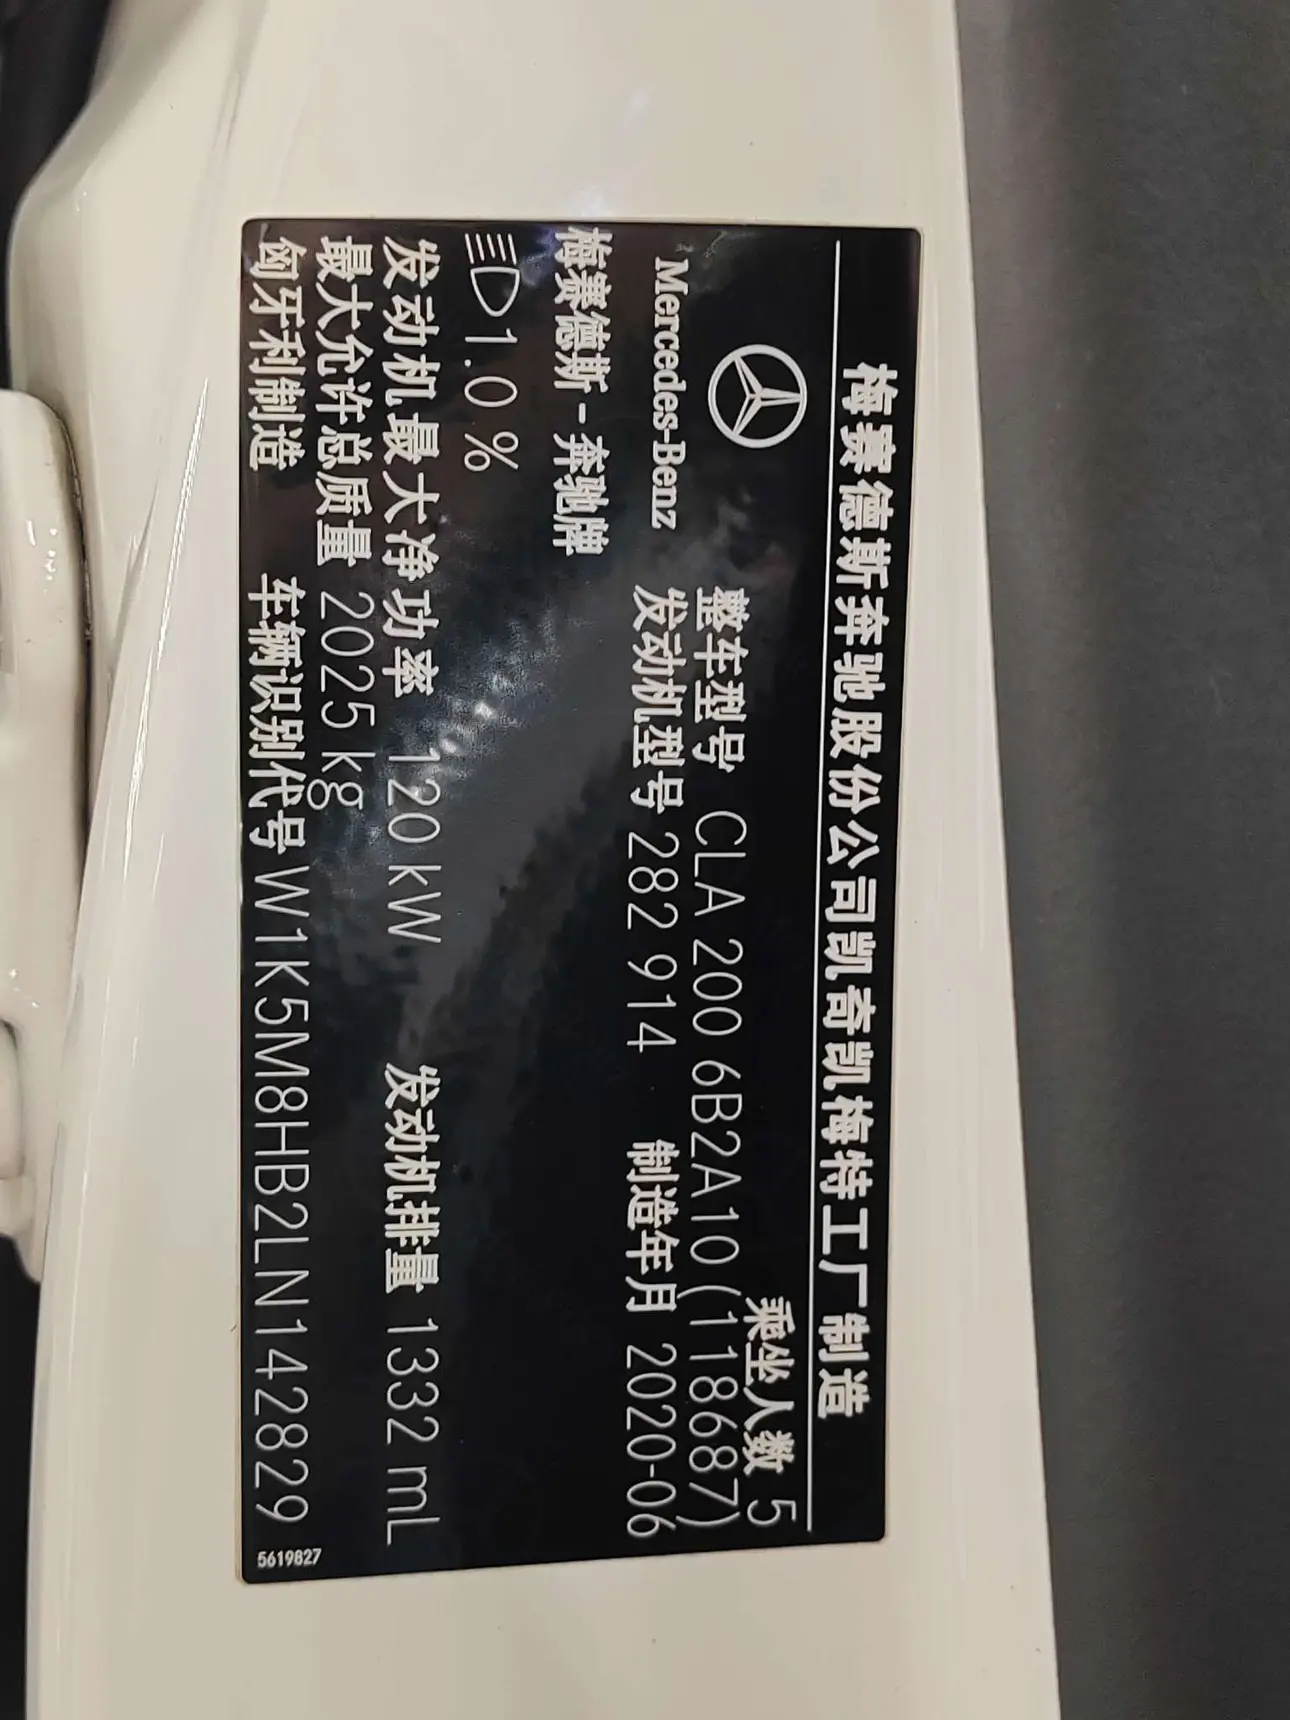 梅赛德斯奔驰股份公司凯奇凯梅特工厂制造
乘坐人数 5
整车型号 CLA 200 6B2A10 (118687)
Mercedes-Benz 发动机型号 282 914 制造年月 2020-06
梅赛德斯-奔驰牌
1.0 %
发动机最大净功率 120 kW 发动机排量 1332 mL
最大允许总质量 2025 kg
匈牙利制造 车辆识别代号 W1K5M8HB2LN142829
5619827